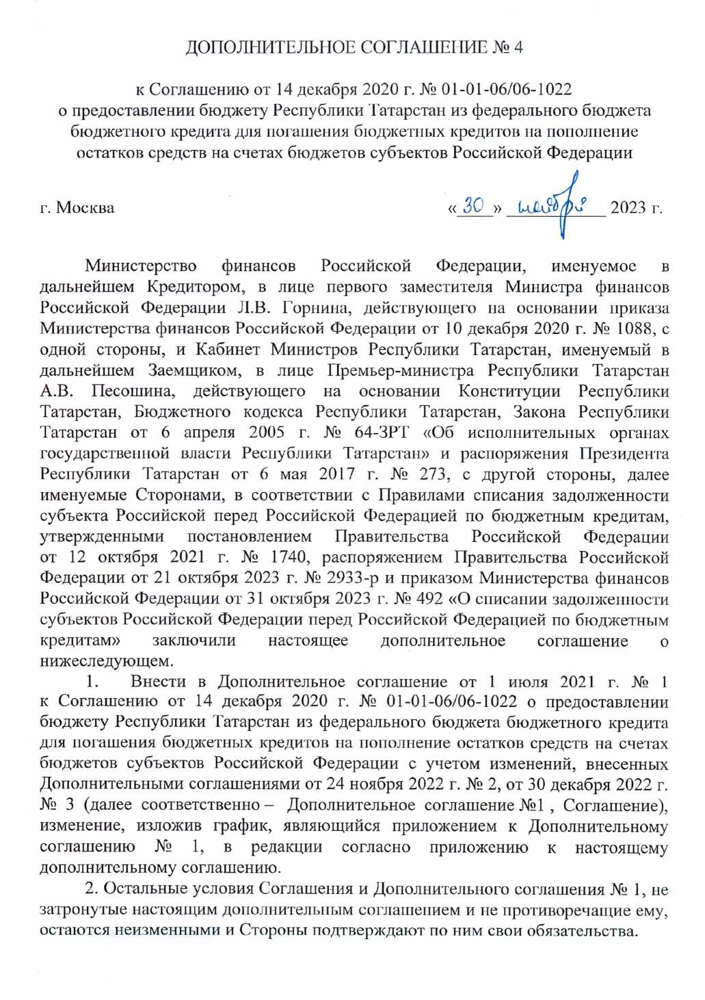 ДОПОЛНИТЕЛЬНОЕ СОГЛАШЕНИЕ № 4
к Соглашению от 14 декабря 2020 г. № 01-01-06/06-1022
о предоставлении бюджету Республики Татарстан из федерального бюджета
бюджетного кредита для погашения бюджетных кредитов на пополнение
остатков средств на счетах бюджетов субъектов Российской Федерации
г. Москва « 30 » ноября 2023 г.
Министерство финансов Российской Федерации, именуемое в
дальнейшем Кредитором, в лице первого заместителя Министра финансов
Российской Федерации Л.В. Горнина, действующего на основании приказа
Министерства финансов Российской Федерации от 10 декабря 2020 г. № 1088, с
одной стороны, и Кабинет Министров Республики Татарстан, именуемый в
дальнейшем Заемщиком, в лице Премьер-министра Республики Татарстан
А.В. Песошина, действующего на основании Конституции Республики
Татарстан, Бюджетного кодекса Республики Татарстан, Закона Республики
Татарстан от 6 апреля 2005 г. № 64-ЗРТ «Об исполнительных органах
государственной власти Республики Татарстан» и распоряжения Президента
Республики Татарстан от 6 мая 2017 г. № 273, с другой стороны, далее
именуемые Сторонами, в соответствии с Правилами списания задолженности
субъекта Российской перед Российской Федерацией по бюджетным кредитам,
утвержденными постановлением Правительства Российской Федерации
от 12 октября 2021 г. № 1740, распоряжением Правительства Российской
Федерации от 21 октября 2023 г. № 2933-р и приказом Министерства финансов
Российской Федерации от 31 октября 2023 г. № 492 «О списании задолженности
субъектов Российской Федерации перед Российской Федерацией по бюджетным
кредитам» заключили настоящее дополнительное соглашение о
нижеследующем.
1. Внести в Дополнительное соглашение от 1 июля 2021 г. № 1
к Соглашению от 14 декабря 2020 г. № 01-01-06/06-1022 о предоставлении
бюджету Республики Татарстан из федерального бюджета бюджетного кредита
для погашения бюджетных кредитов на пополнение остатков средств на счетах
бюджетов субъектов Российской Федерации с учетом изменений, внесенных
Дополнительными соглашениями от 24 ноября 2022 г. № 2, от 30 декабря 2022 г.
№ 3 (далее соответственно – Дополнительное соглашение №1 , Соглашение),
изменение, изложив график, являющийся приложением к Дополнительному
соглашению № 1, в редакции согласно приложению к настоящему
дополнительному соглашению.
2. Остальные условия Соглашения и Дополнительного соглашения № 1, не
затронутые настоящим дополнительным соглашением и не противоречащие ему,
остаются неизменными и Стороны подтверждают по ним свои обязательства.